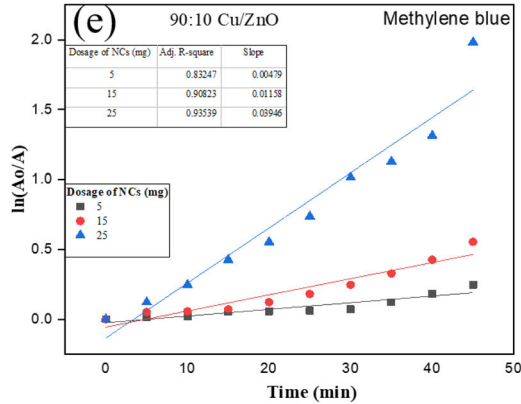 (e) 90:10 Cu/ZnO Methylene blue
Dosage of NCs (mg) Adj. R-square Slope
5 0.83247 0.00479
15 0.90823 0.01158
25 0.93539 0.03946
Dosage of NCs (mg)
5
15
25
ln(Ao/A)
2.0
1.5
1.0
0.5
0.0
0 10 20 30 40 50
Time (min)